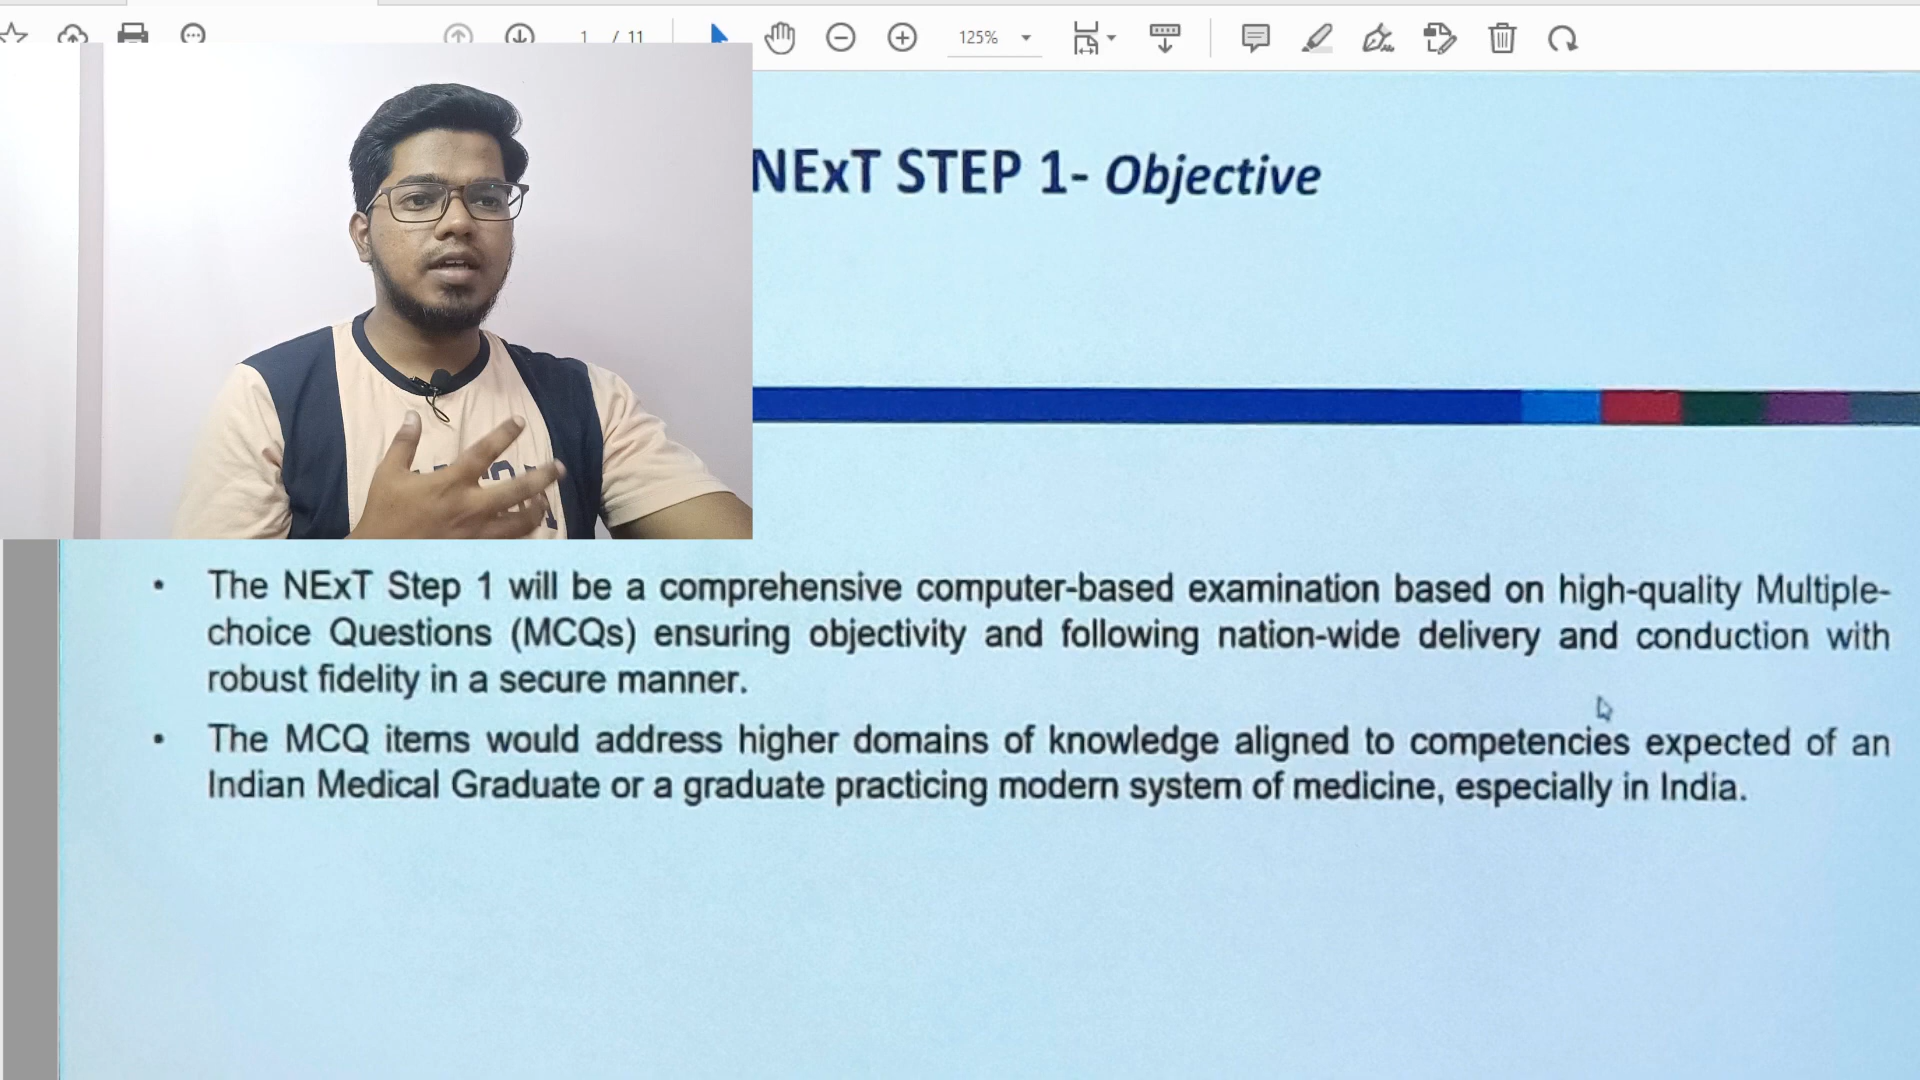 1 / 11
125%
NExT STEP 1- Objective
• The NExT Step 1 will be a comprehensive computer-based examination based on high-quality Multiple-
choice Questions (MCQs) ensuring objectivity and following nation-wide delivery and conduction with
robust fidelity in a secure manner.
• The MCQ items would address higher domains of knowledge aligned to competencies expected of an
Indian Medical Graduate or a graduate practicing modern system of medicine, especially in India.